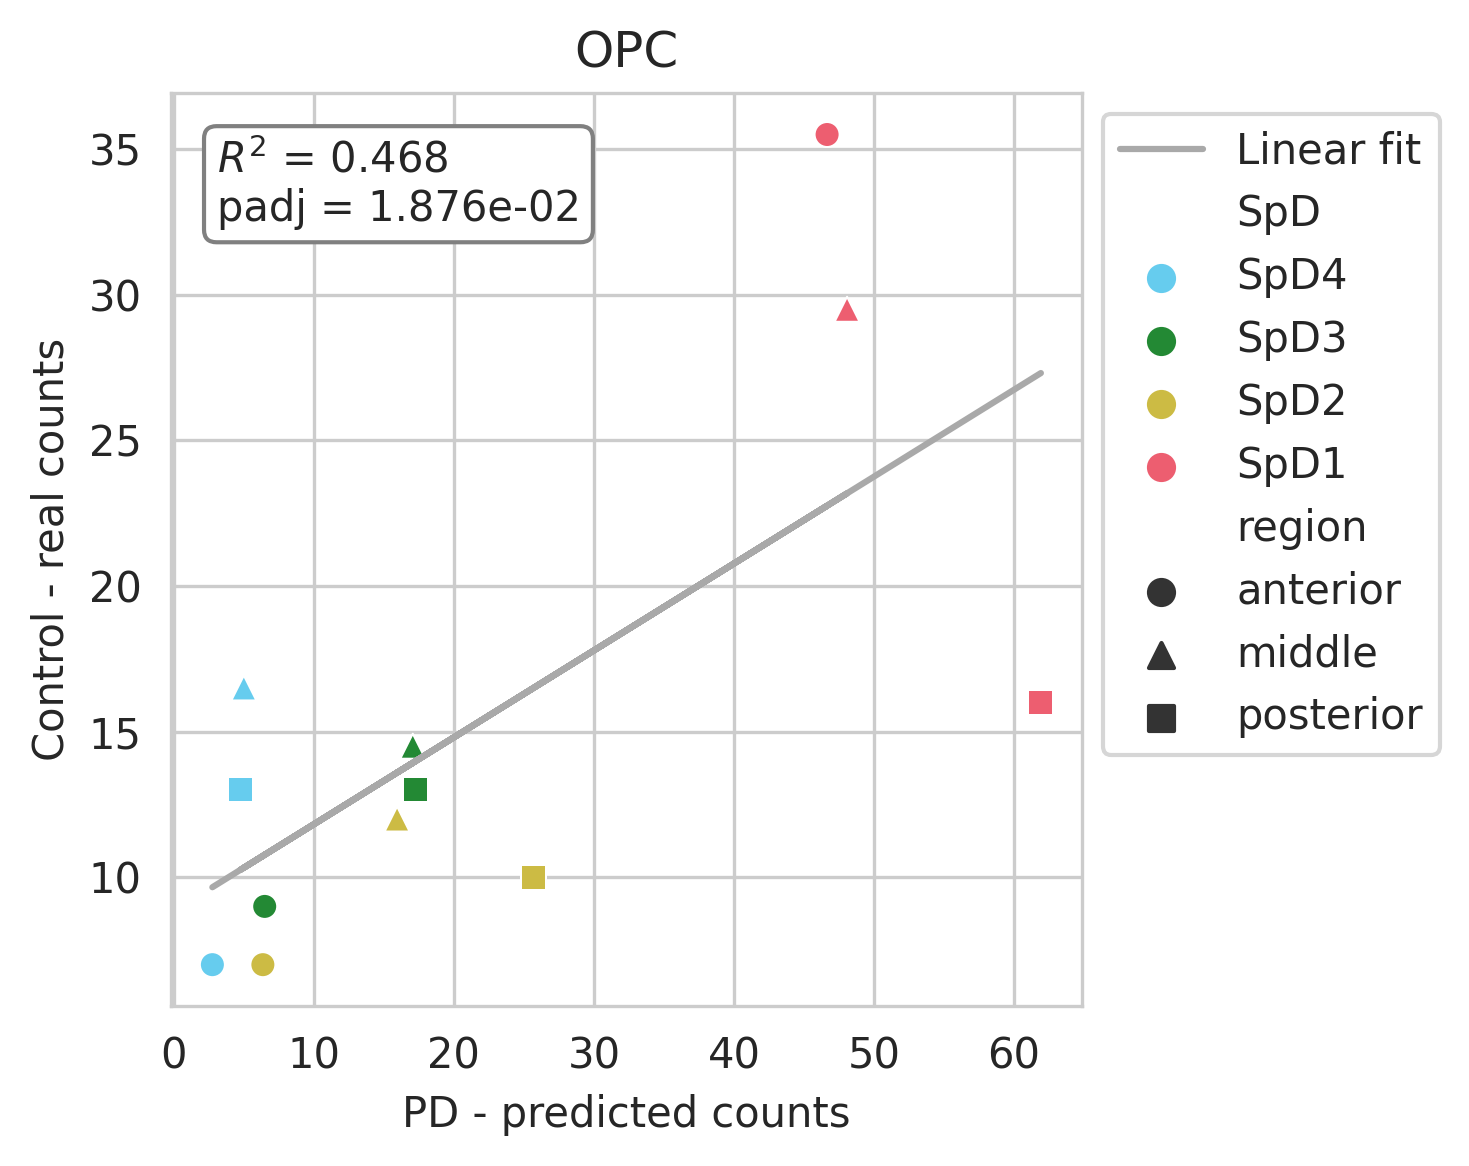 OPC
R² = 0.468
padj = 1.876e-02
35
30
25
20
15
10
Control - real counts
0 10 20 30 40 50 60
PD - predicted counts
Linear fit
SpD
SpD4
SpD3
SpD2
SpD1
region
anterior
middle
posterior